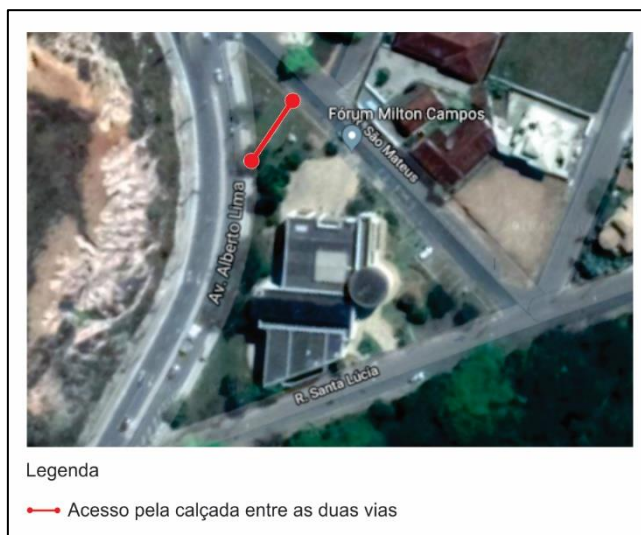 Fórum Milton Campos
São Mateus
Av. Alberto Lima
R. Santa Lúcia
Legenda
Acesso pela calçada entre as duas vias